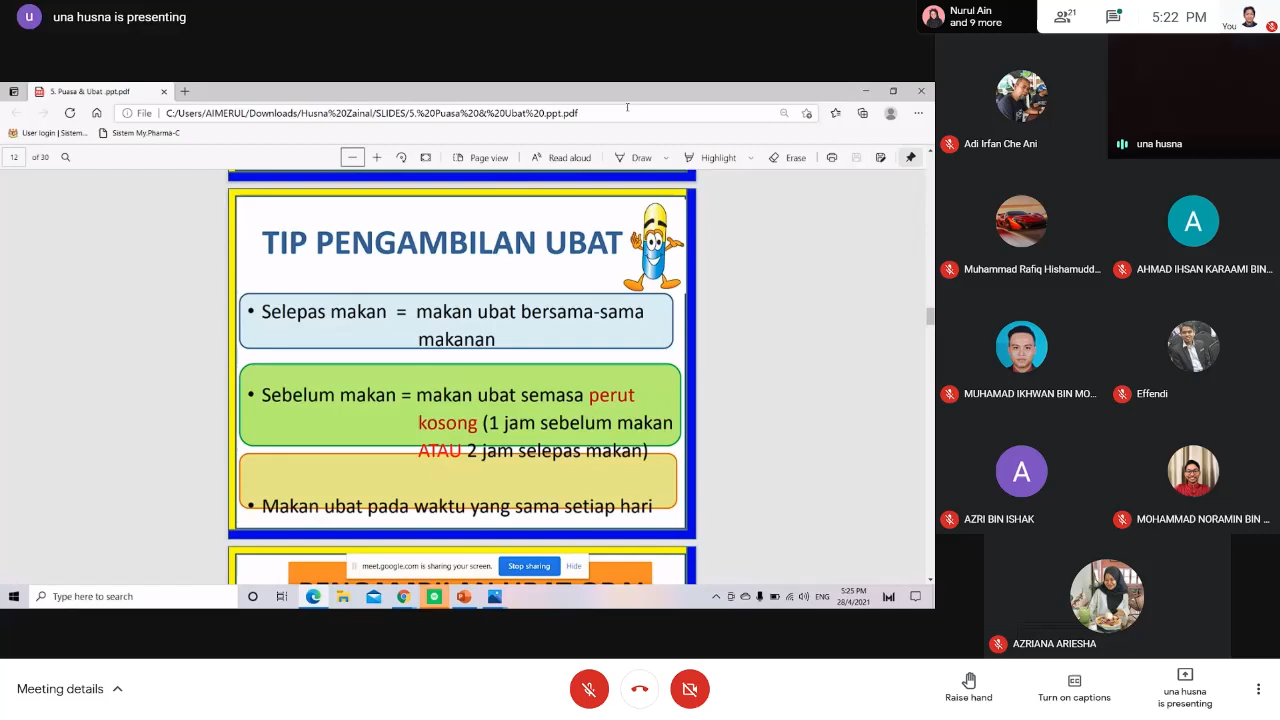 u
una husna is presenting
Nurul Ain
and 9 more
21
5:22 PM
You
5. Puasa & Ubat .ppt.pdf
File
C:/Users/AIMERUL/Downloads/Husna%20Zainal/SLIDES/5.%20Puasa%20&%20Ubat%20.ppt.pdf
User login | Sistem...
Sistem My.Pharma-C
12 of 30
Page view
Read aloud
Draw
Highlight
Erase
TIP PENGAMBILAN UBAT
• Selepas makan = makan ubat bersama-sama
makanan
• Sebelum makan = makan ubat semasa perut
kosong (1 jam sebelum makan
ATAU 2 jam selepas makan)
• Makan ubat pada waktu yang sama setiap hari
PENGAMBILAN UBAT ORAL
meet.google.com is sharing your screen.
Stop sharing
Hide
Type here to search
ENG
5:25 PM
28/4/2021
Adi Irfan Che Ani
una husna
Muhammad Rafiq Hishamudd...
A
AHMAD IHSAN KARAAMI BIN...
MUHAMAD IKHWAN BIN MO...
Effendi
A
AZRI BIN ISHAK
MOHAMMAD NORAMIN BIN ...
AZRIANA ARIESHA
Meeting details
Raise hand
Turn on captions
una husna
is presenting